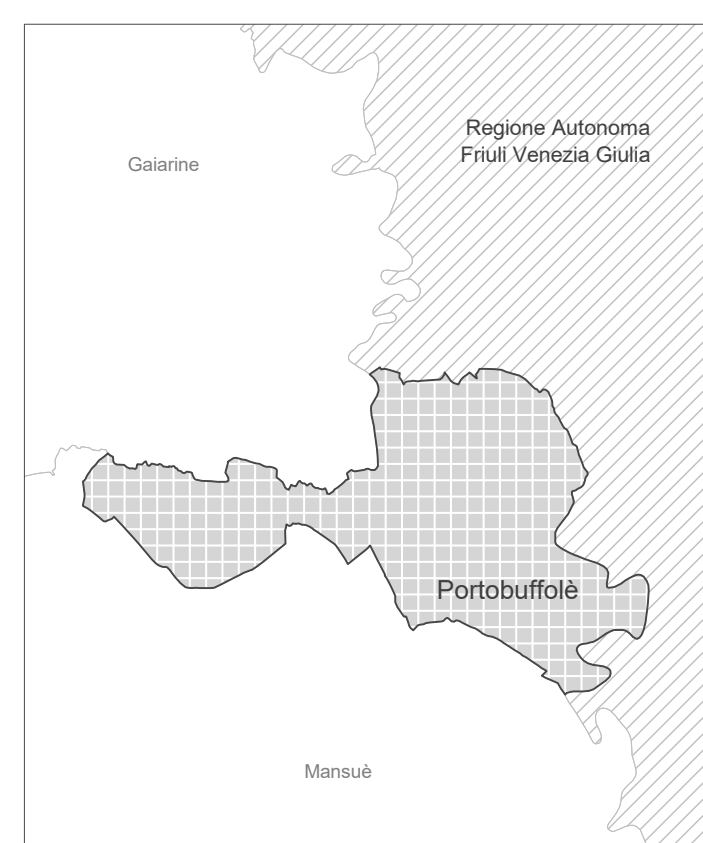 Regione Autonoma
Friuli Venezia Giulia
Gaiarine
Portobuffolè
Mansuè